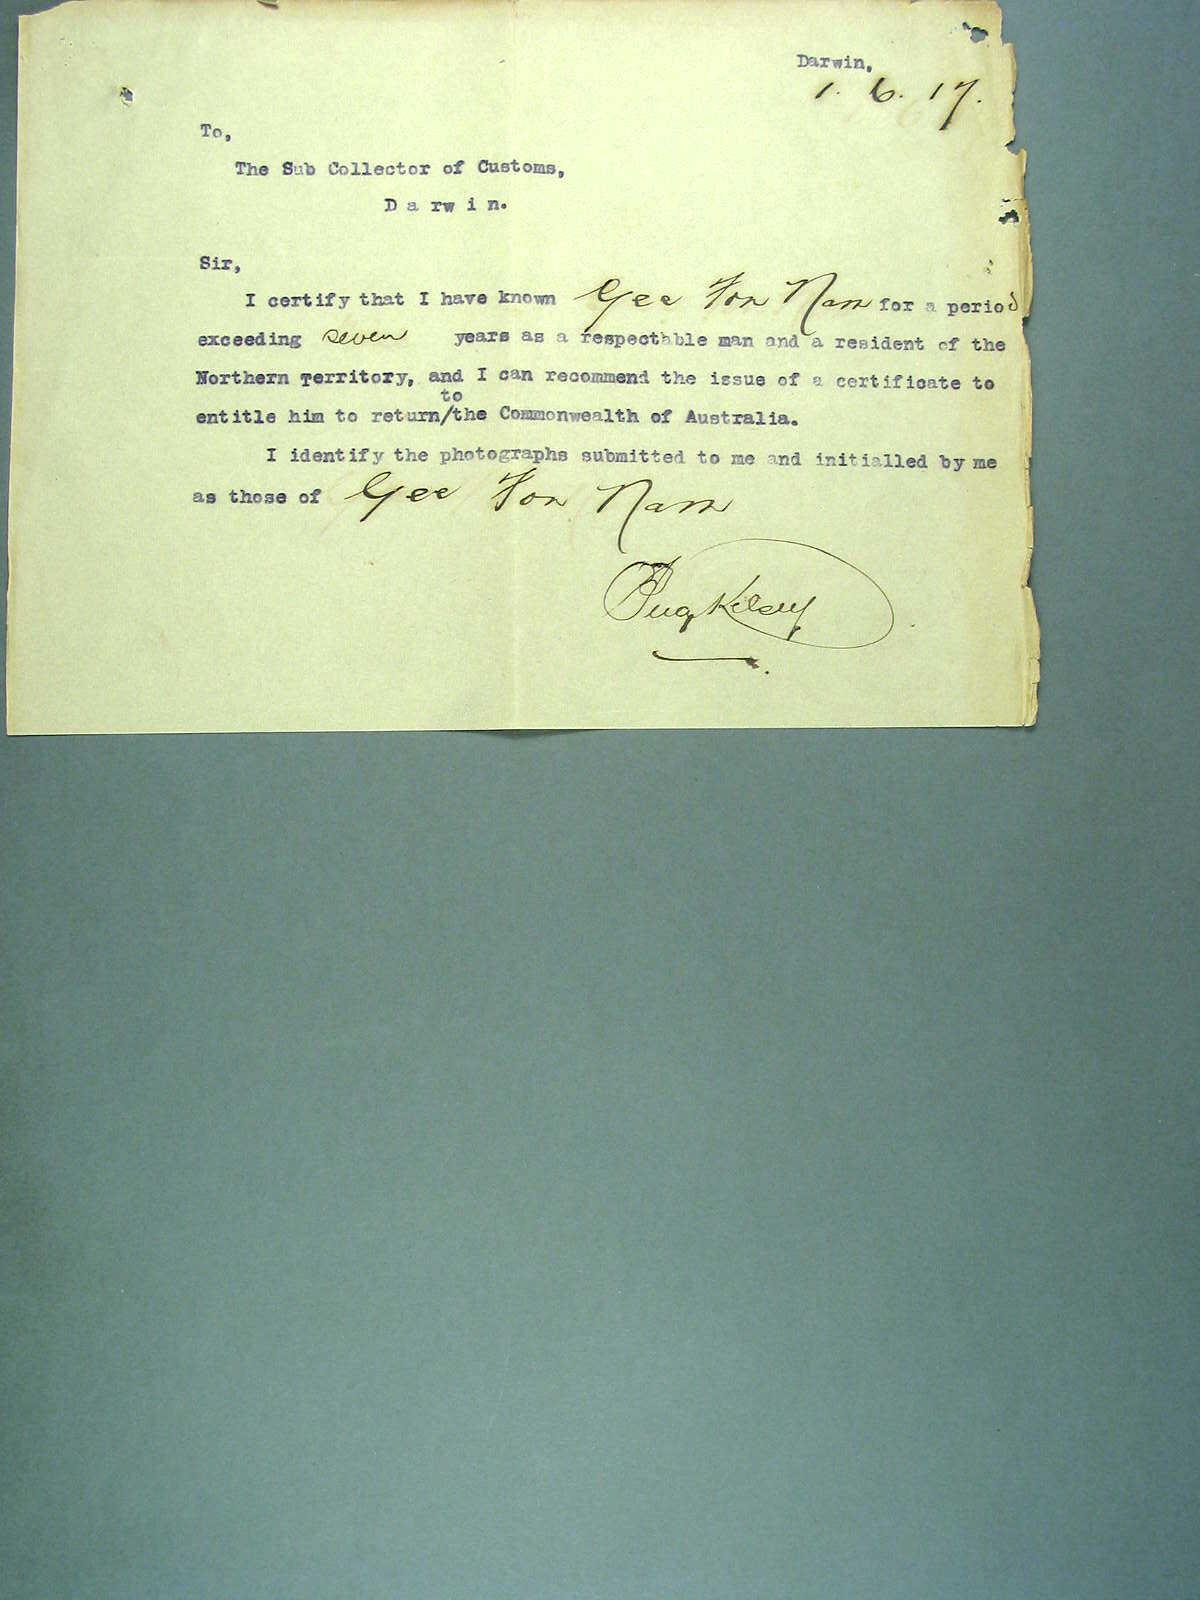 Darwin,
1. 6. 17.
To,
The Sub Collector of Customs,
D a r w i n.
Sir,
I certify that I have known Gee Fon Nam for a period
exceeding seven years as a respectable man and a resident of the
Northern Territory, and I can recommend the issue of a certificate to
to
entitle him to return/the Commonwealth of Australia.
I identify the photographs submitted to me and initialled by me
as those of Gee Fon Nam
Kelsey